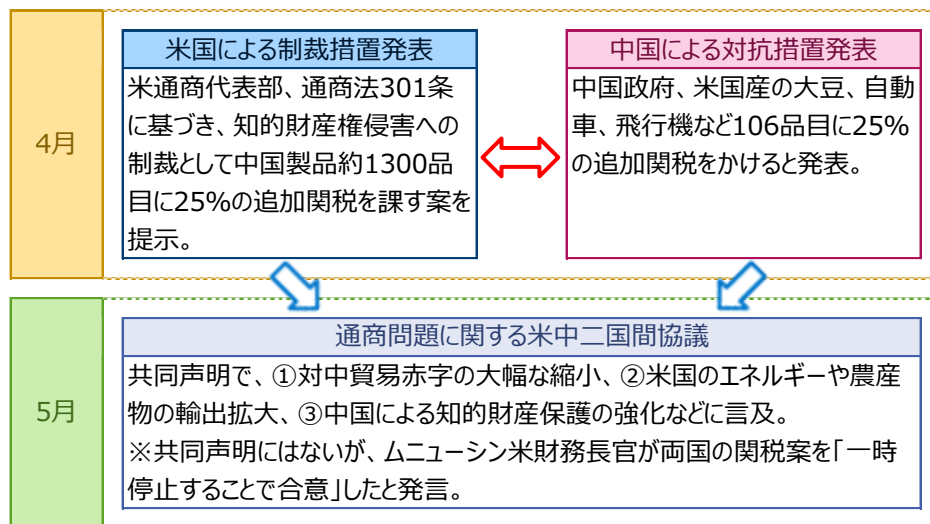 4月
米国による制裁措置発表
米通商代表部、通商法301条
に基づき、知的財産権侵害への
制裁として中国製品約1300品
目に25%の追加関税を課す案を
提示。
中国による対抗措置発表
中国政府、米国産の大豆、自動
車、飛行機など106品目に25%
の追加関税をかけると発表。
5月
通商問題に関する米中二国間協議
共同声明で、①対中貿易赤字の大幅な縮小、②米国のエネルギーや農産
物の輸出拡大、③中国による知的財産保護の強化などに言及。
※共同声明にはないが、ムニューシン米財務長官が両国の関税案を「一時
停止することで合意」したと発言。